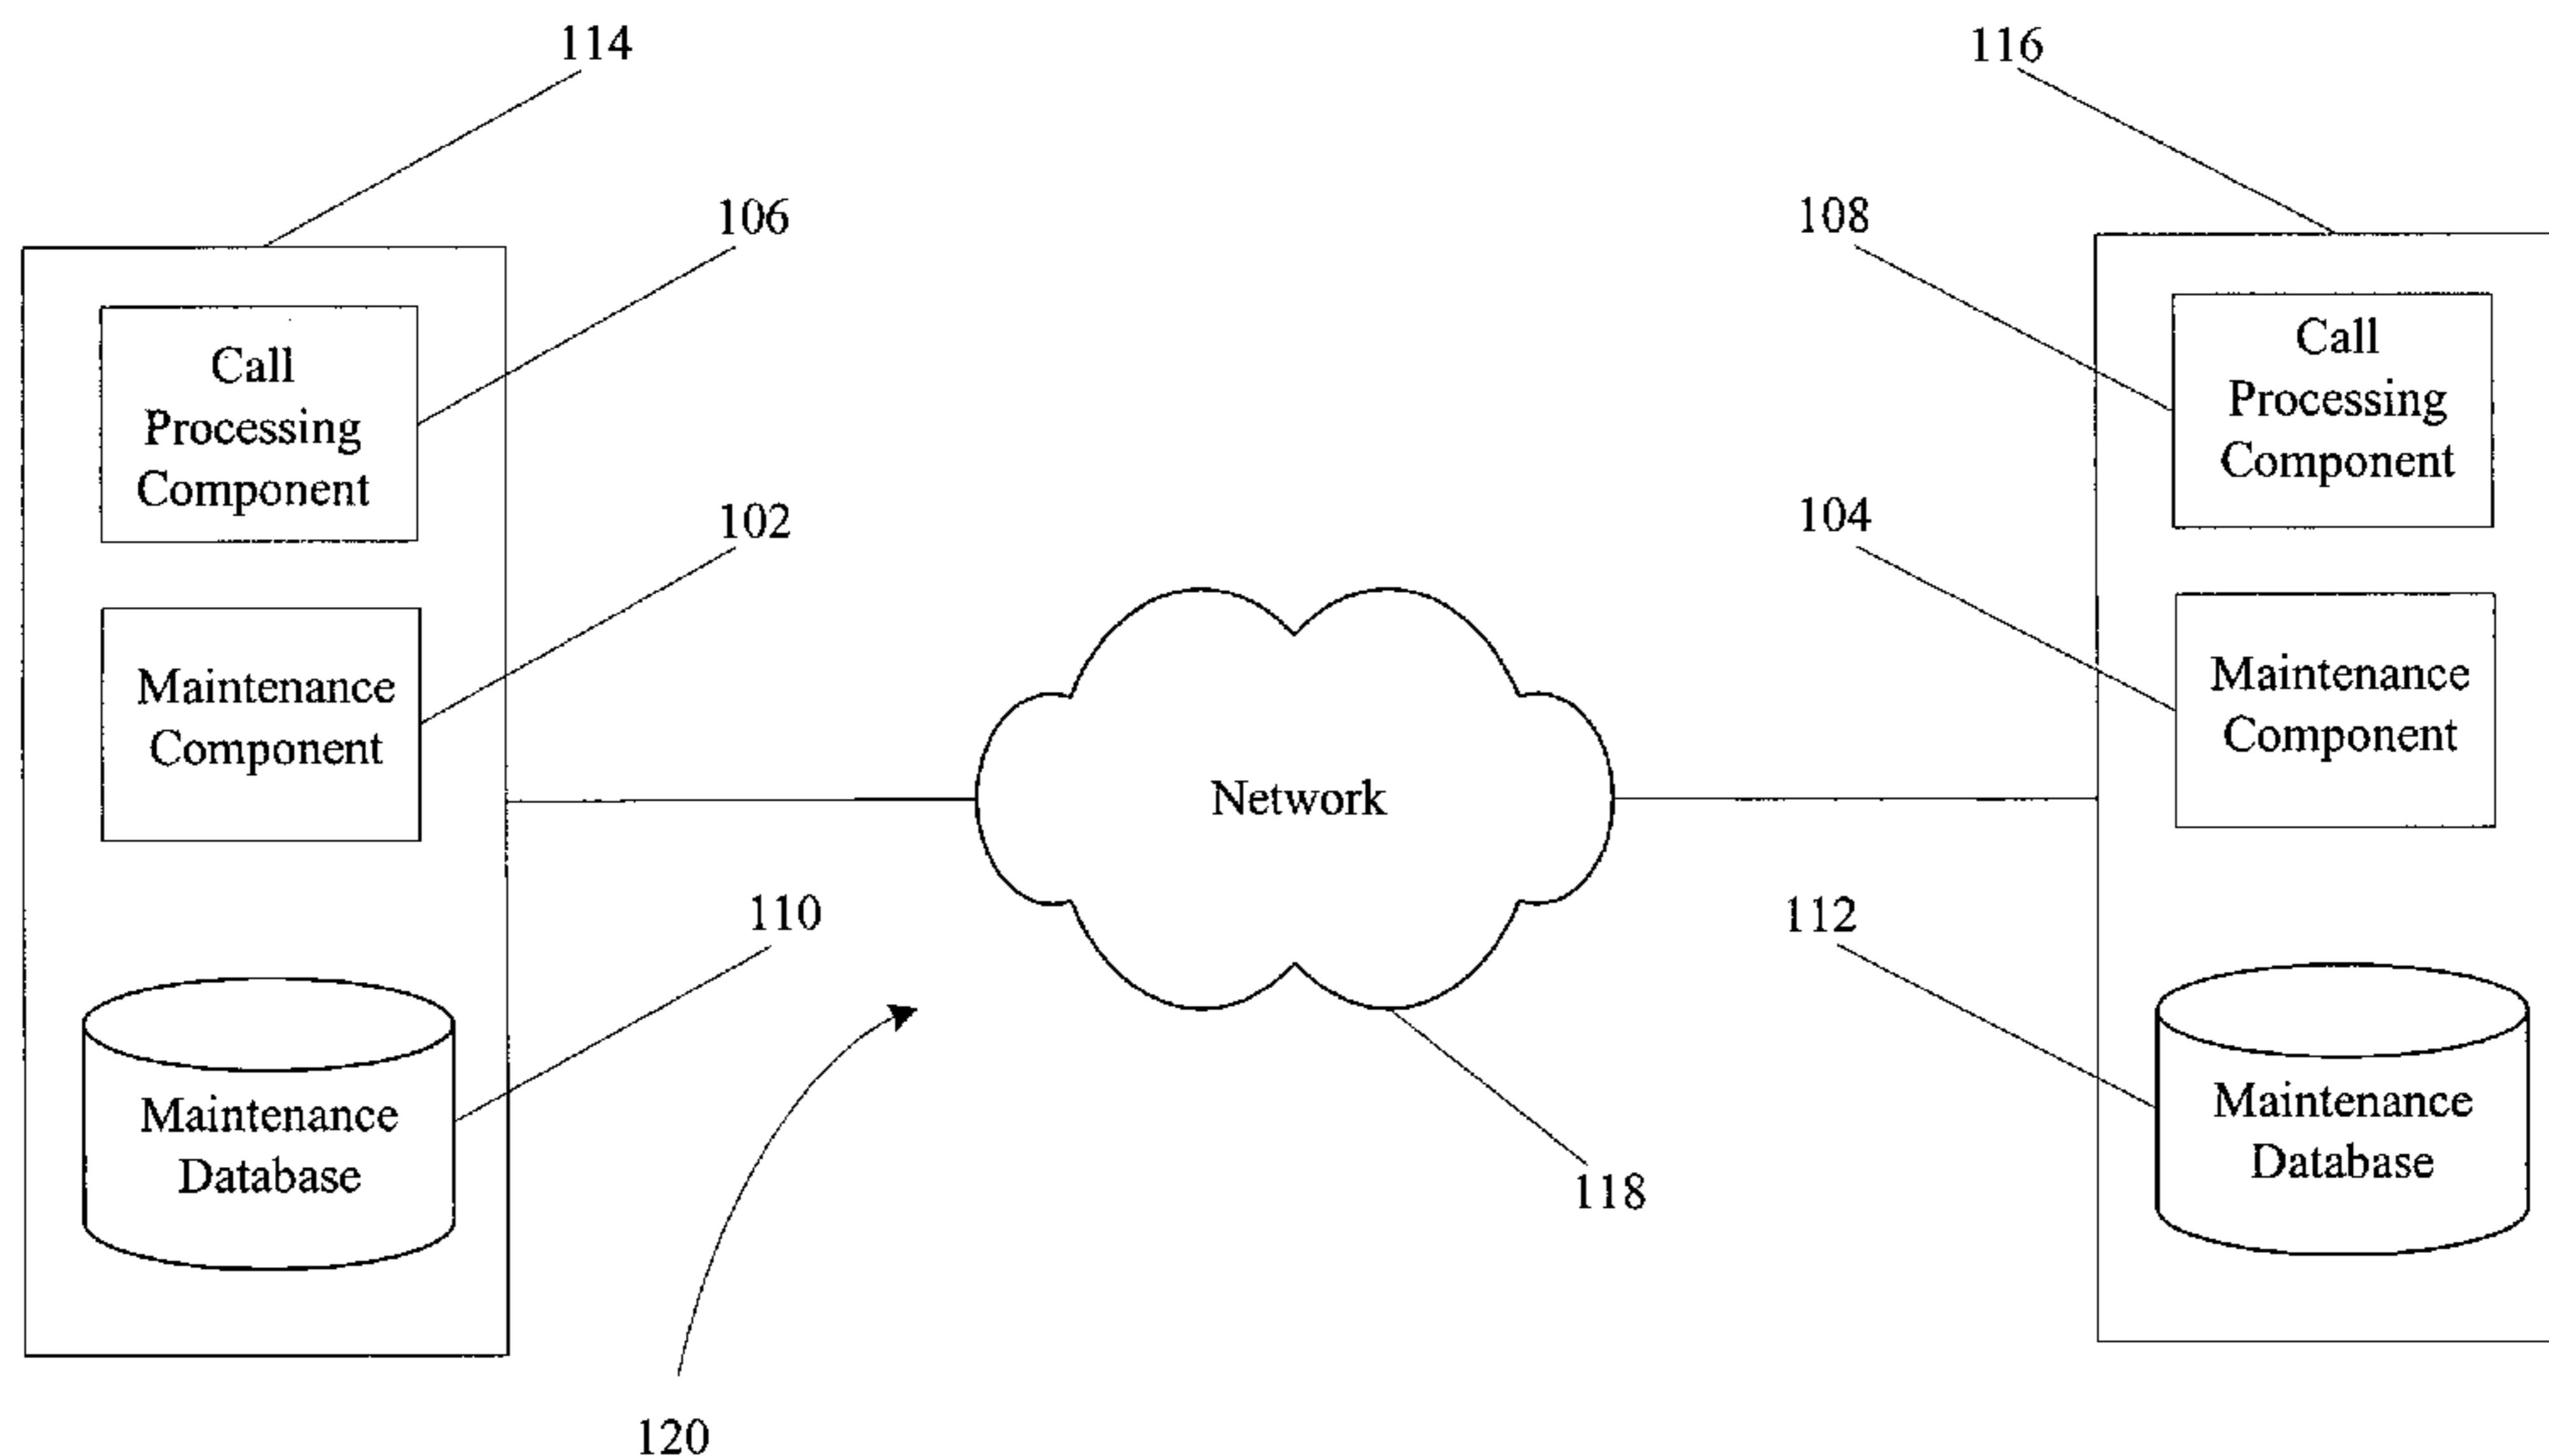 114
116
106
108
Call
Processing
Component
Call
Processing
Component
102
104
Maintenance
Component
Maintenance
Component
Network
110
112
Maintenance
Database
Maintenance
Database
118
120